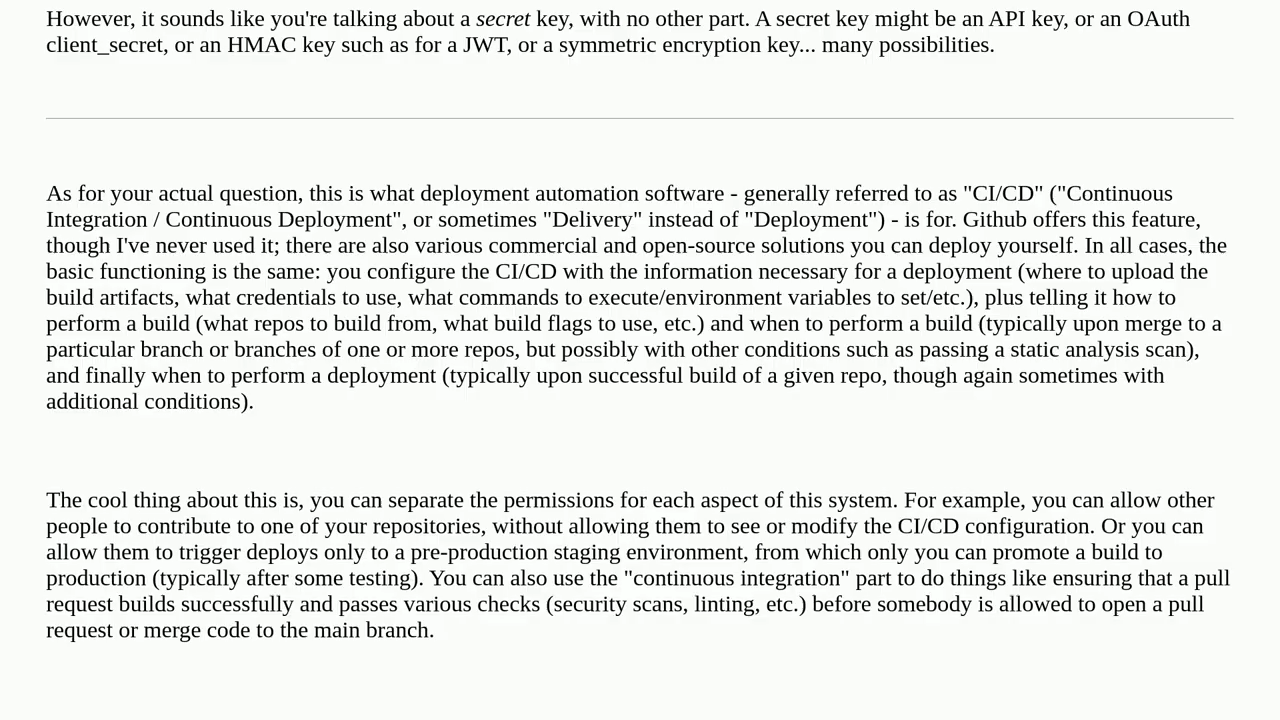 However, it sounds like you're talking about a secret key, with no other part. A secret key might be an API key, or an OAuth
client_secret, or an HMAC key such as for a JWT, or a symmetric encryption key... many possibilities.
As for your actual question, this is what deployment automation software - generally referred to as "CI/CD" ("Continuous
Integration / Continuous Deployment", or sometimes "Delivery" instead of "Deployment") - is for. Github offers this feature,
though I've never used it; there are also various commercial and open-source solutions you can deploy yourself. In all cases, the
basic functioning is the same: you configure the CI/CD with the information necessary for a deployment (where to upload the
build artifacts, what credentials to use, what commands to execute/environment variables to set/etc.), plus telling it how to
perform a build (what repos to build from, what build flags to use, etc.) and when to perform a build (typically upon merge to a
particular branch or branches of one or more repos, but possibly with other conditions such as passing a static analysis scan),
and finally when to perform a deployment (typically upon successful build of a given repo, though again sometimes with
additional conditions).
The cool thing about this is, you can separate the permissions for each aspect of this system. For example, you can allow other
people to contribute to one of your repositories, without allowing them to see or modify the CI/CD configuration. Or you can
allow them to trigger deploys only to a pre-production staging environment, from which only you can promote a build to
production (typically after some testing). You can also use the "continuous integration" part to do things like ensuring that a pull
request builds successfully and passes various checks (security scans, linting, etc.) before somebody is allowed to open a pull
request or merge code to the main branch.